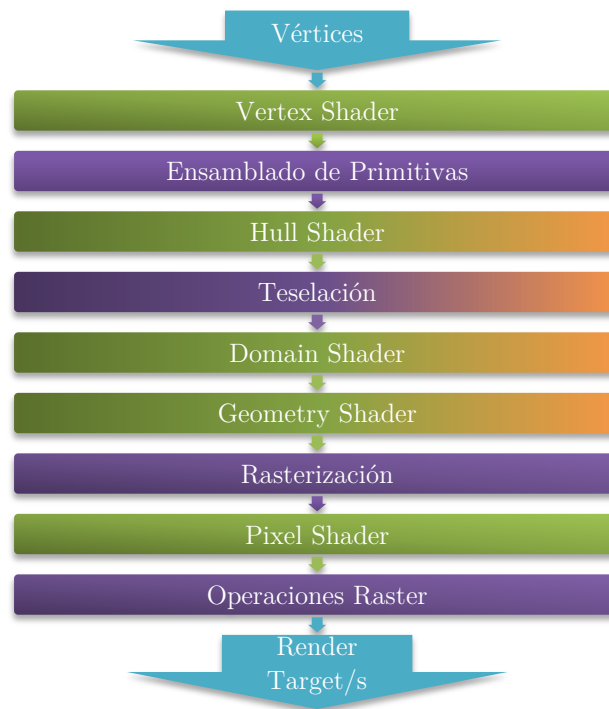 Vértices
Vertex Shader
Ensamblado de Primitivas
Hull Shader
Teselación
Domain Shader
Geometry Shader
Rasterización
Pixel Shader
Operaciones Raster
Render
Target/s